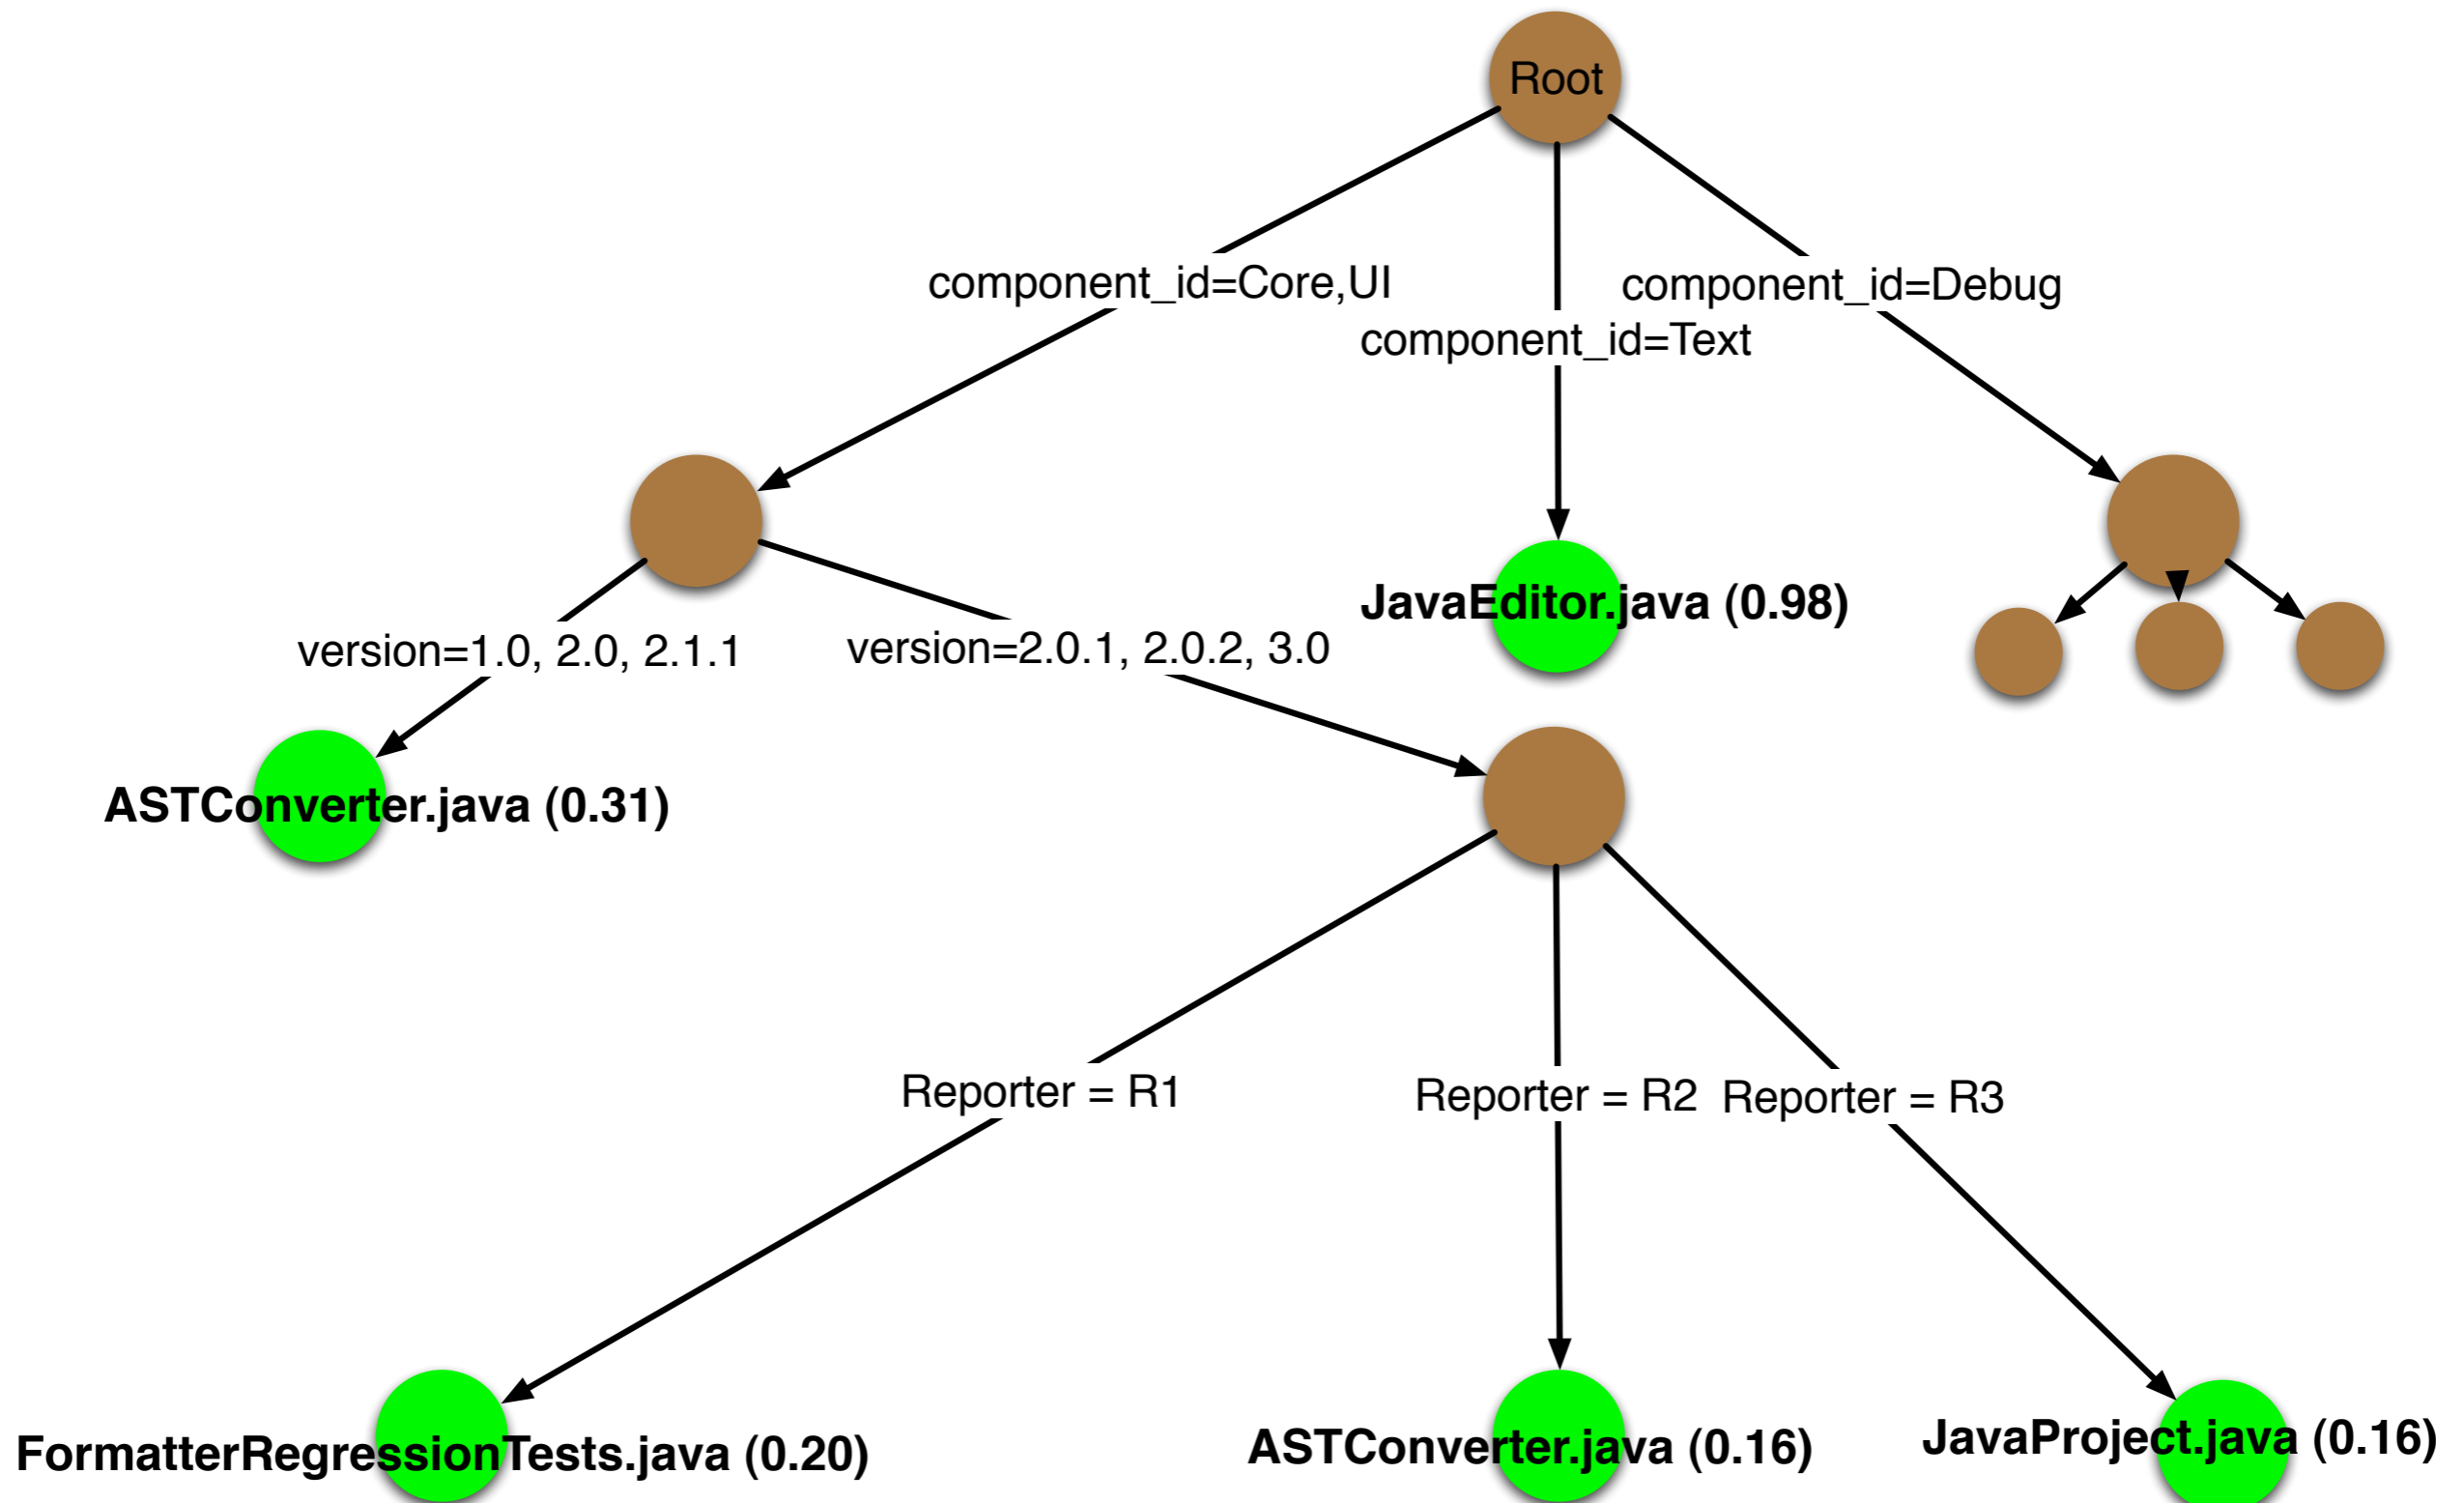 Root
component_id=Core,UI
component_id=Debug
component_id=Text
JavaEditor.java (0.98)
version=1.0, 2.0, 2.1.1
version=2.0.1, 2.0.2, 3.0
ASTConverter.java (0.31)
Reporter = R1
Reporter = R2
Reporter = R3
FormatterRegressionTests.java (0.20)
ASTConverter.java (0.16)
JavaProject.java (0.16)